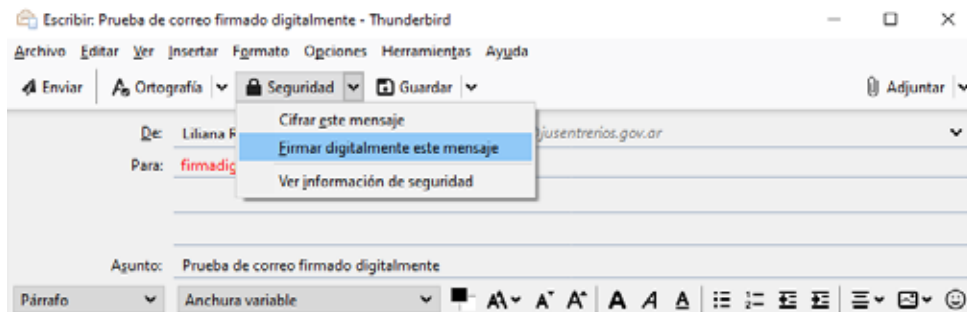 Escribir: Prueba de correo firmado digitalmente - Thunderbird
Archivo Editar Ver Insertar Formato Opciones Herramientas Ayuda
Enviar Ortografía Seguridad Guardar Adjuntar
Cifrar este mensaje
De: Liliana jusentrerios.gov.ar
Firmar digitalmente este mensaje
Para:
Ver información de seguridad
Asunto: Prueba de correo firmado digitalmente
Párrafo Anchura variable